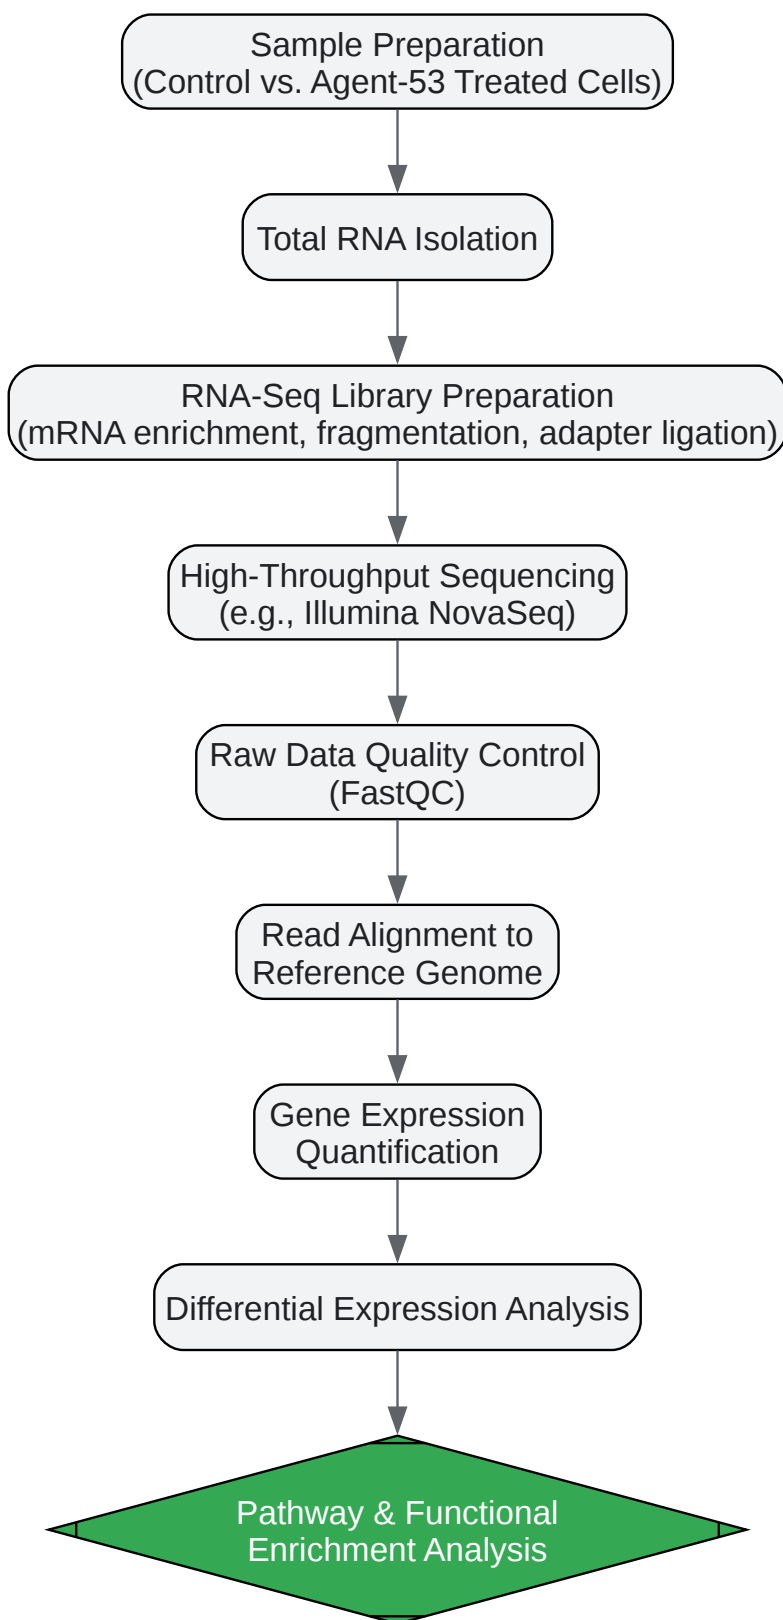 Sample Preparation
(Control vs. Agent-53 Treated Cells)
Total RNA Isolation
RNA-Seq Library Preparation
(mRNA enrichment, fragmentation, adapter ligation)
High-Throughput Sequencing
(e.g., Illumina NovaSeq)
Raw Data Quality Control
(FastQC)
Read Alignment to
Reference Genome
Gene Expression
Quantification
Differential Expression Analysis
Pathway & Functional
Enrichment Analysis